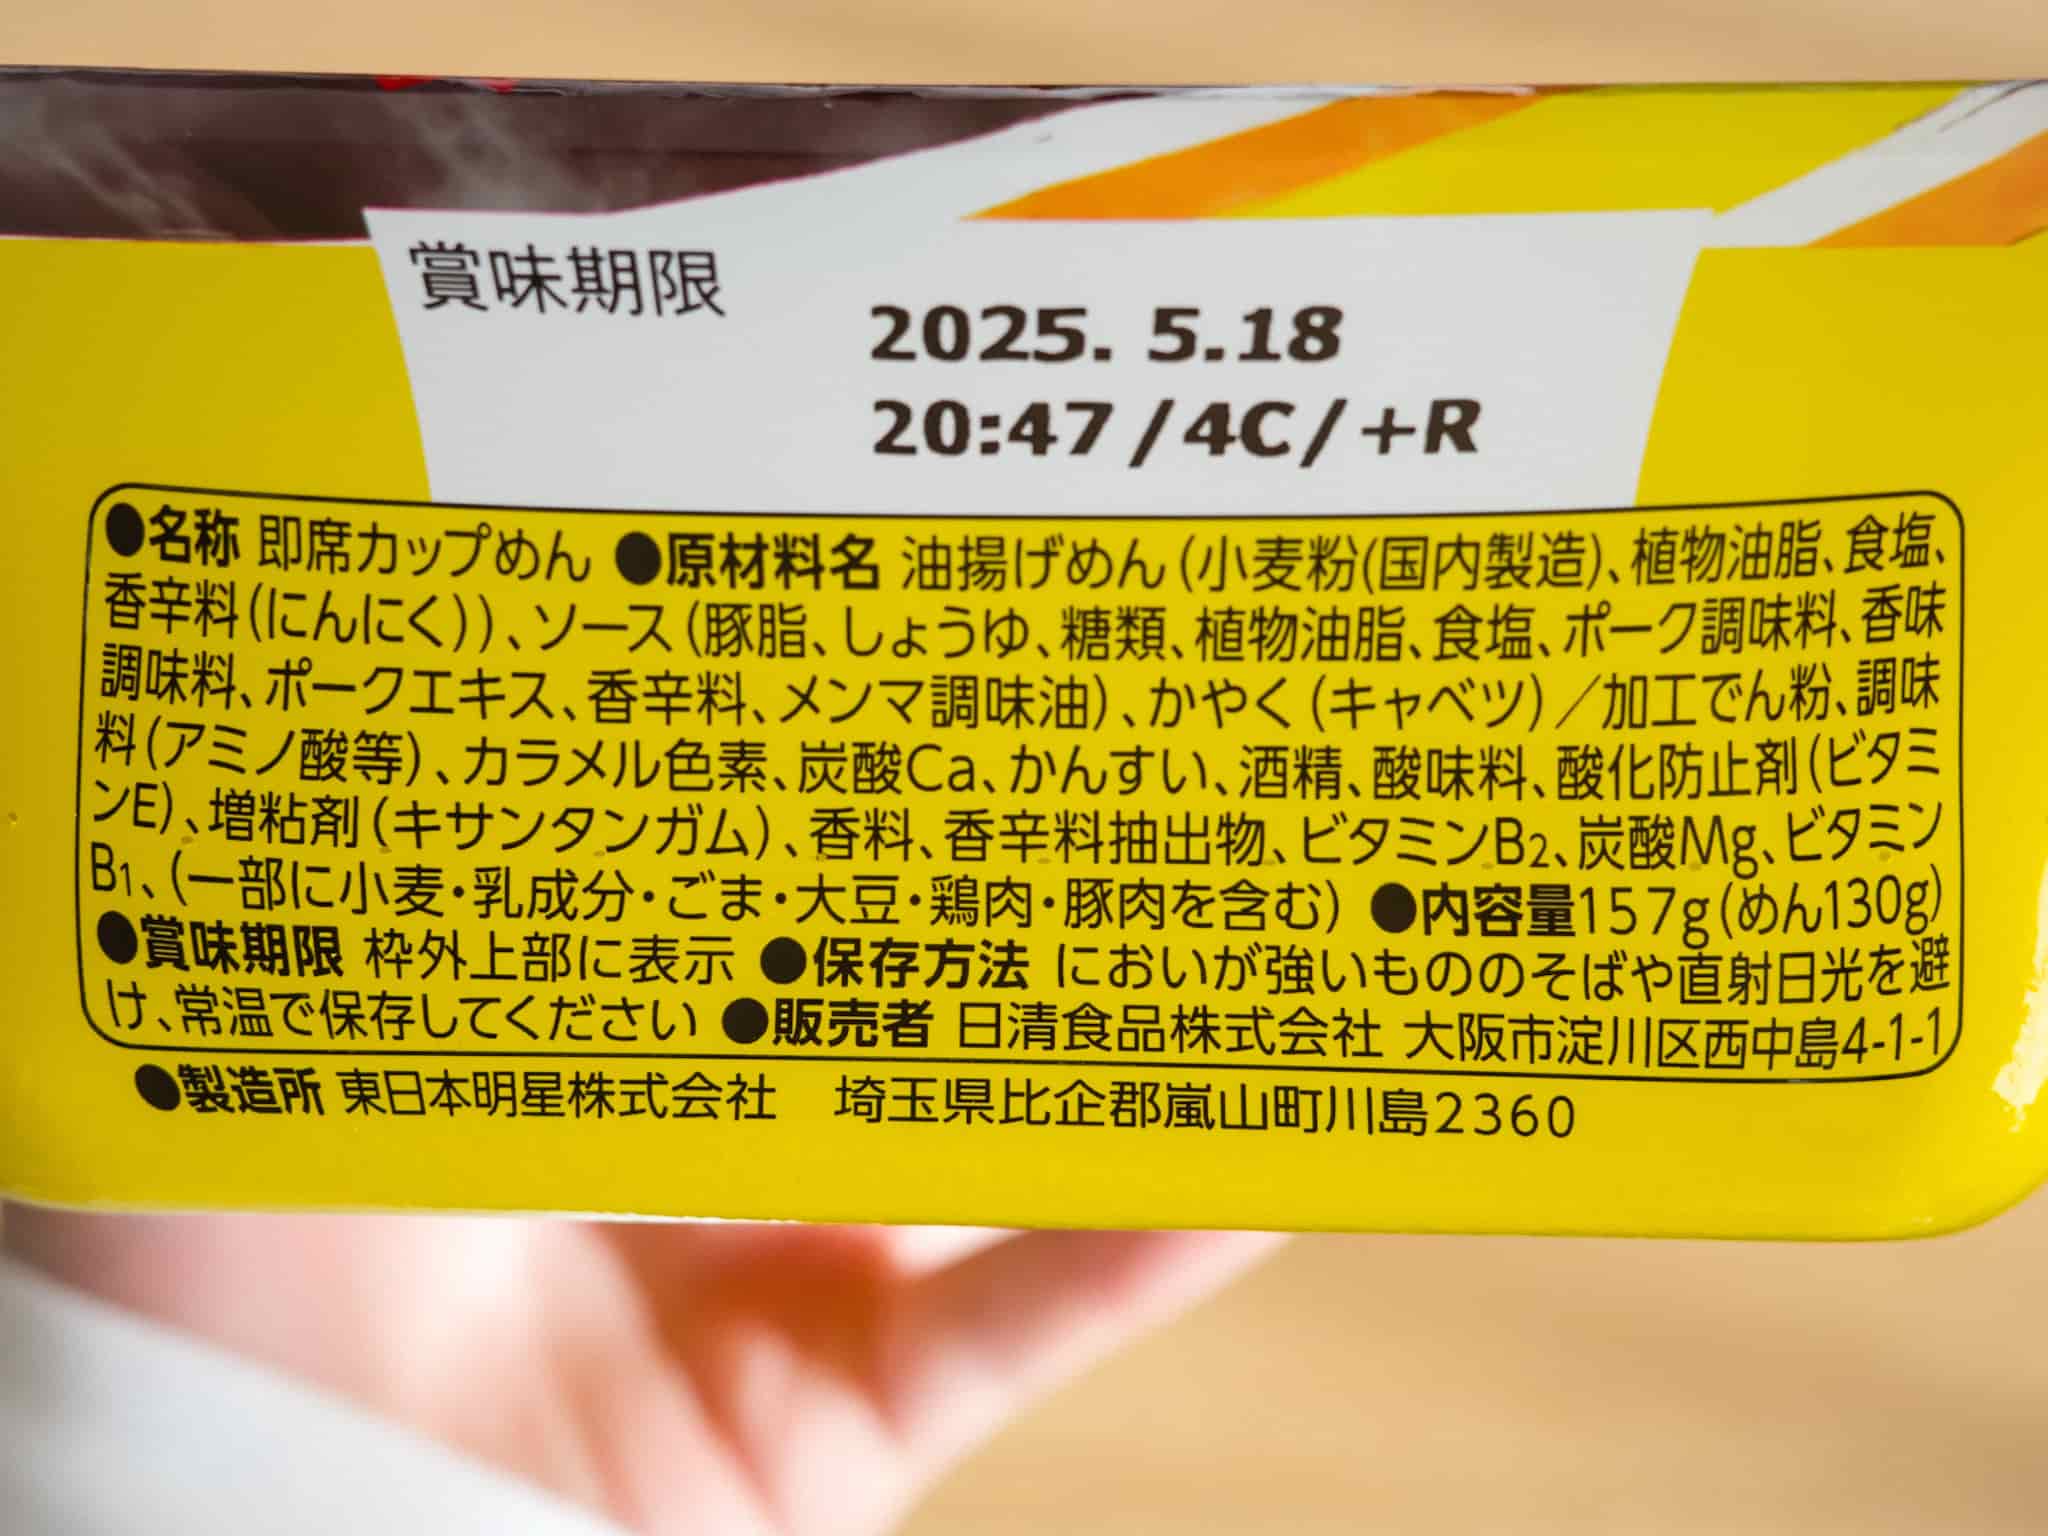 賞味期限
2025. 5.18
20:47/4C/+R
●名称 即席カップめん ●原材料名 油揚げめん(小麦粉(国内製造)、植物油脂、食塩、
香辛料(にんにく))、ソース(豚脂、しょうゆ、糖類、植物油脂、食塩、ポーク調味料、香味
調味料、ポークエキス、香辛料、メンマ調味油)、かやく(キャベツ)/加工でん粉、調味
料(アミノ酸等)、カラメル色素、炭酸Ca、かんすい、酒精、酸味料、酸化防止剤(ビタミ
ンE)、増粘剤(キサンタンガム)、香料、香辛料抽出物、ビタミンB2、炭酸Mg、ビタミン
B1、(一部に小麦・乳成分・ごま・大豆・鶏肉・豚肉を含む) ●内容量157g(めん130g)
●賞味期限 枠外上部に表示 ●保存方法 においが強いもののそばや直射日光を避
け、常温で保存してください ●販売者 日清食品株式会社 大阪市淀川区西中島4-1-1
●製造所 東日本明星株式会社 埼玉県比企郡嵐山町川島2360